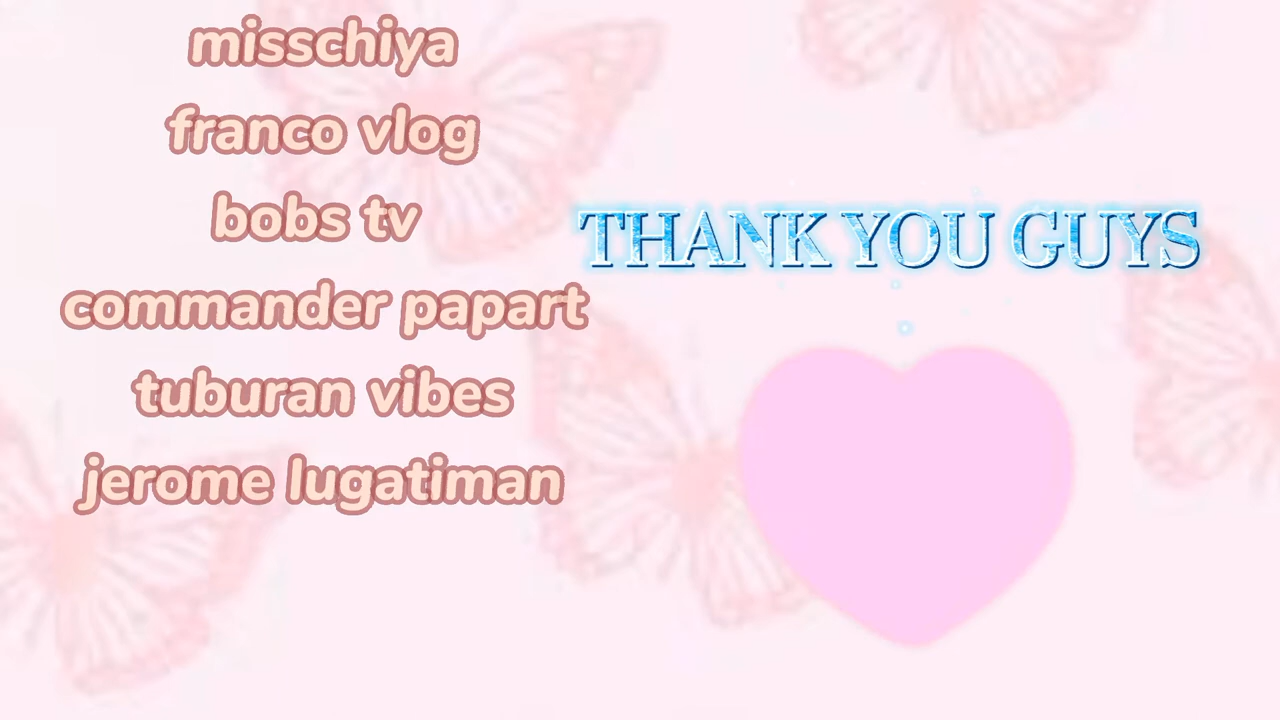 misschiya
franco vlog
bobs tv
commander papart
tuburan vibes
jerome lugatiman
THANK YOU GUYS